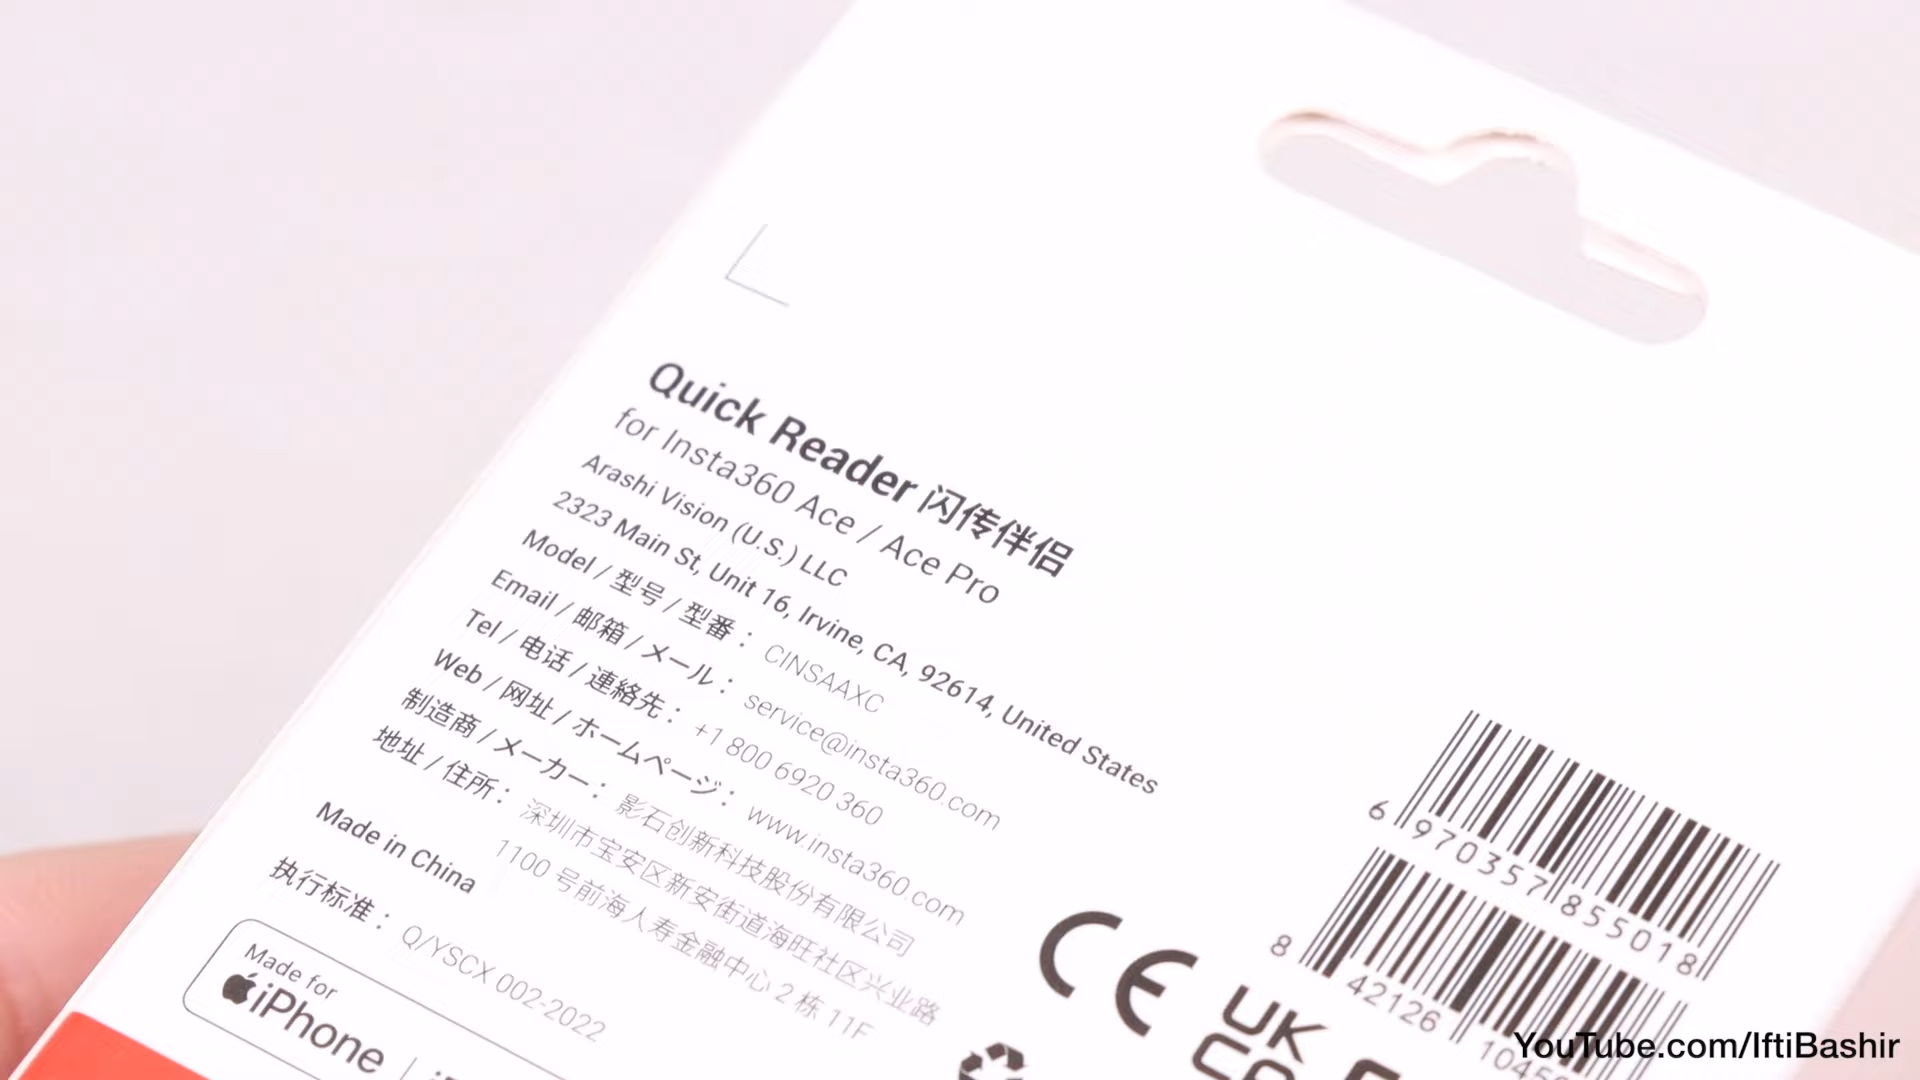 Quick Reader 闪传伴侣
for Insta360 Ace / Ace Pro
Arashi Vision (U.S.) LLC
2323 Main St, Unit 16, Irvine, CA, 92614, United States
Model / 型号 / 型番： CINSAAXC
Email / 邮箱 / メール： service@insta360.com
Tel / 电话 / 連絡先： +1 800 6920 360
Web / 网址 / ホームページ： www.insta360.com
制造商 / メーカー： 影石创新科技股份有限公司
地址 / 住所： 深圳市宝安区新安街道海旺社区兴业路
1100 号前海人寿金融中心 2 栋 11F
Made in China
执行标准： Q/YSCX 002-2022
Made for
iPhone
6 970357 855018
8 42126
CE
UK
YouTube.com/IftiBashir